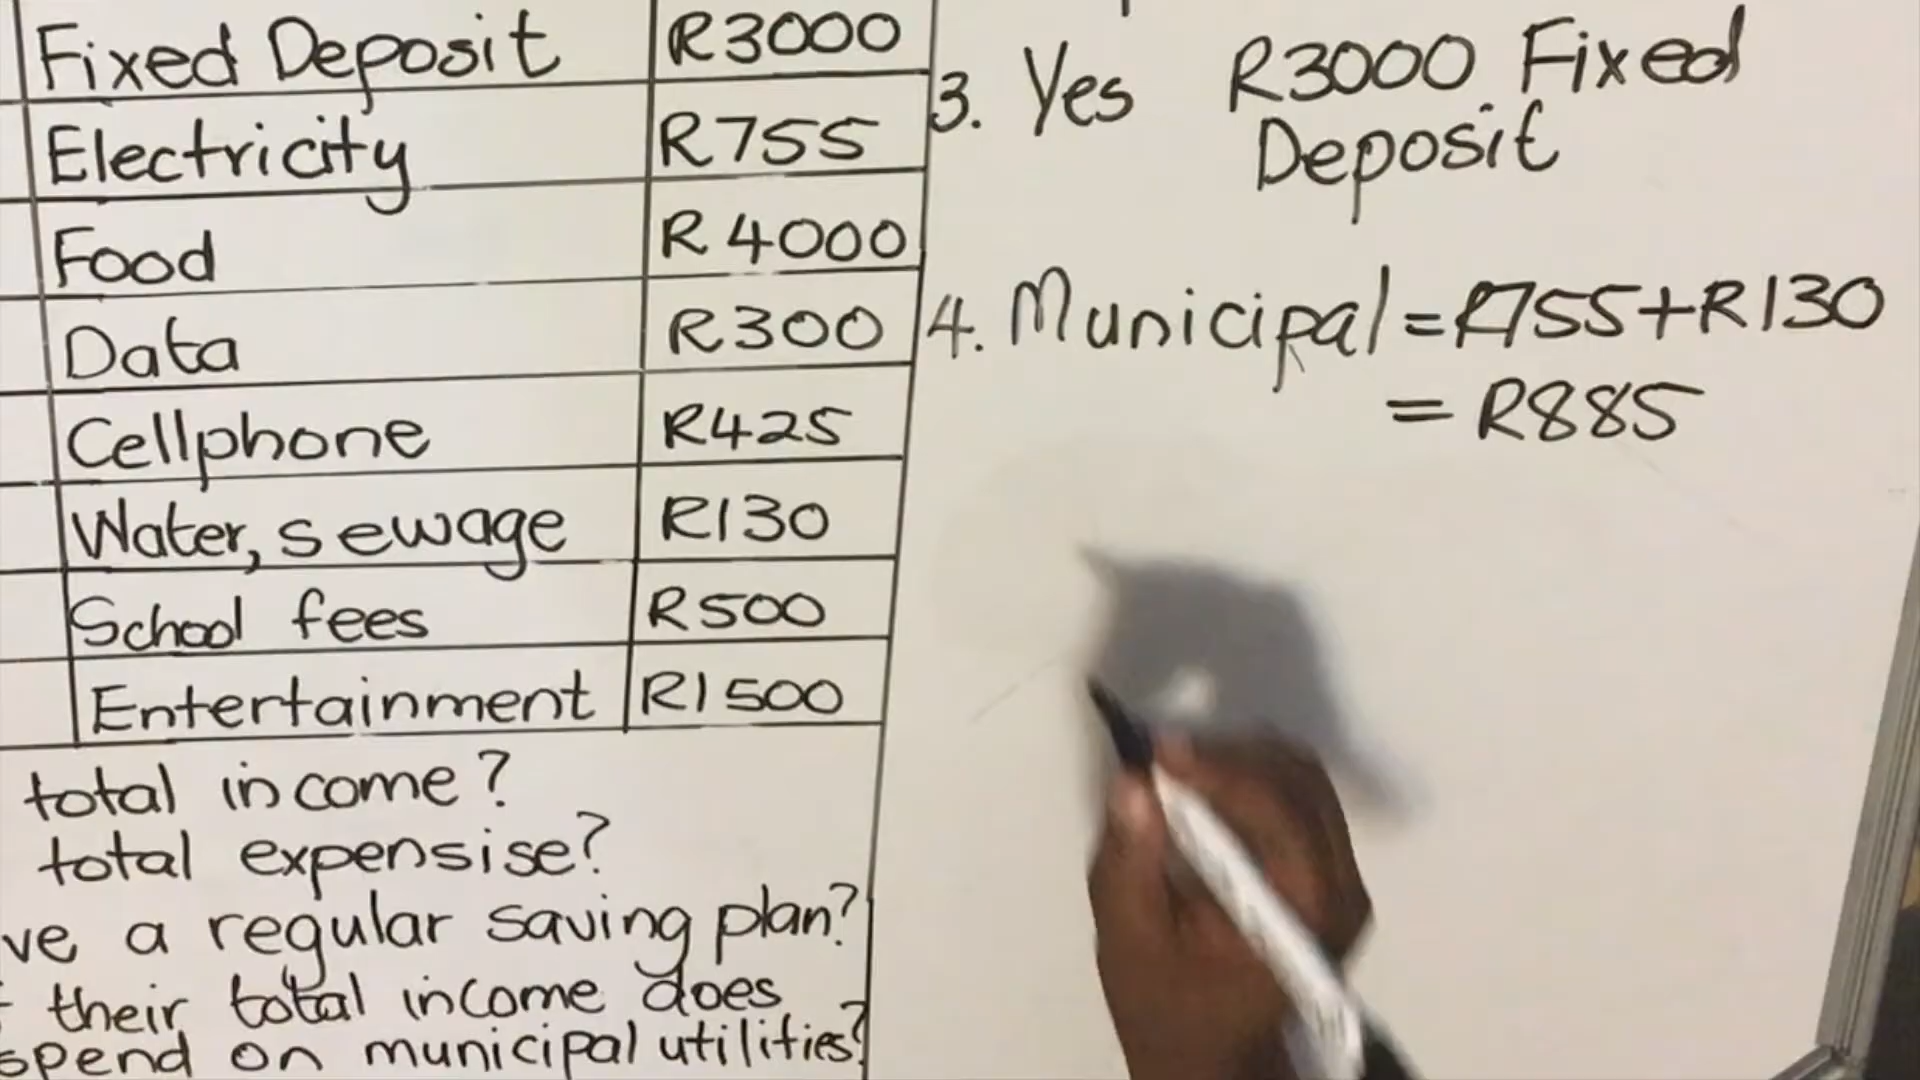 Fixed Deposit R3000
Electricity R755
Food R4000
Data R300
Cellphone R425
Water, sewage R130
School fees R500
Entertainment R1500
total income?
total expensise?
ve a regular saving plan?
their total income does
spend on municipal utilities?
3. Yes R3000 Fixed
Deposit
4. Municipal = R755+R130
= R885